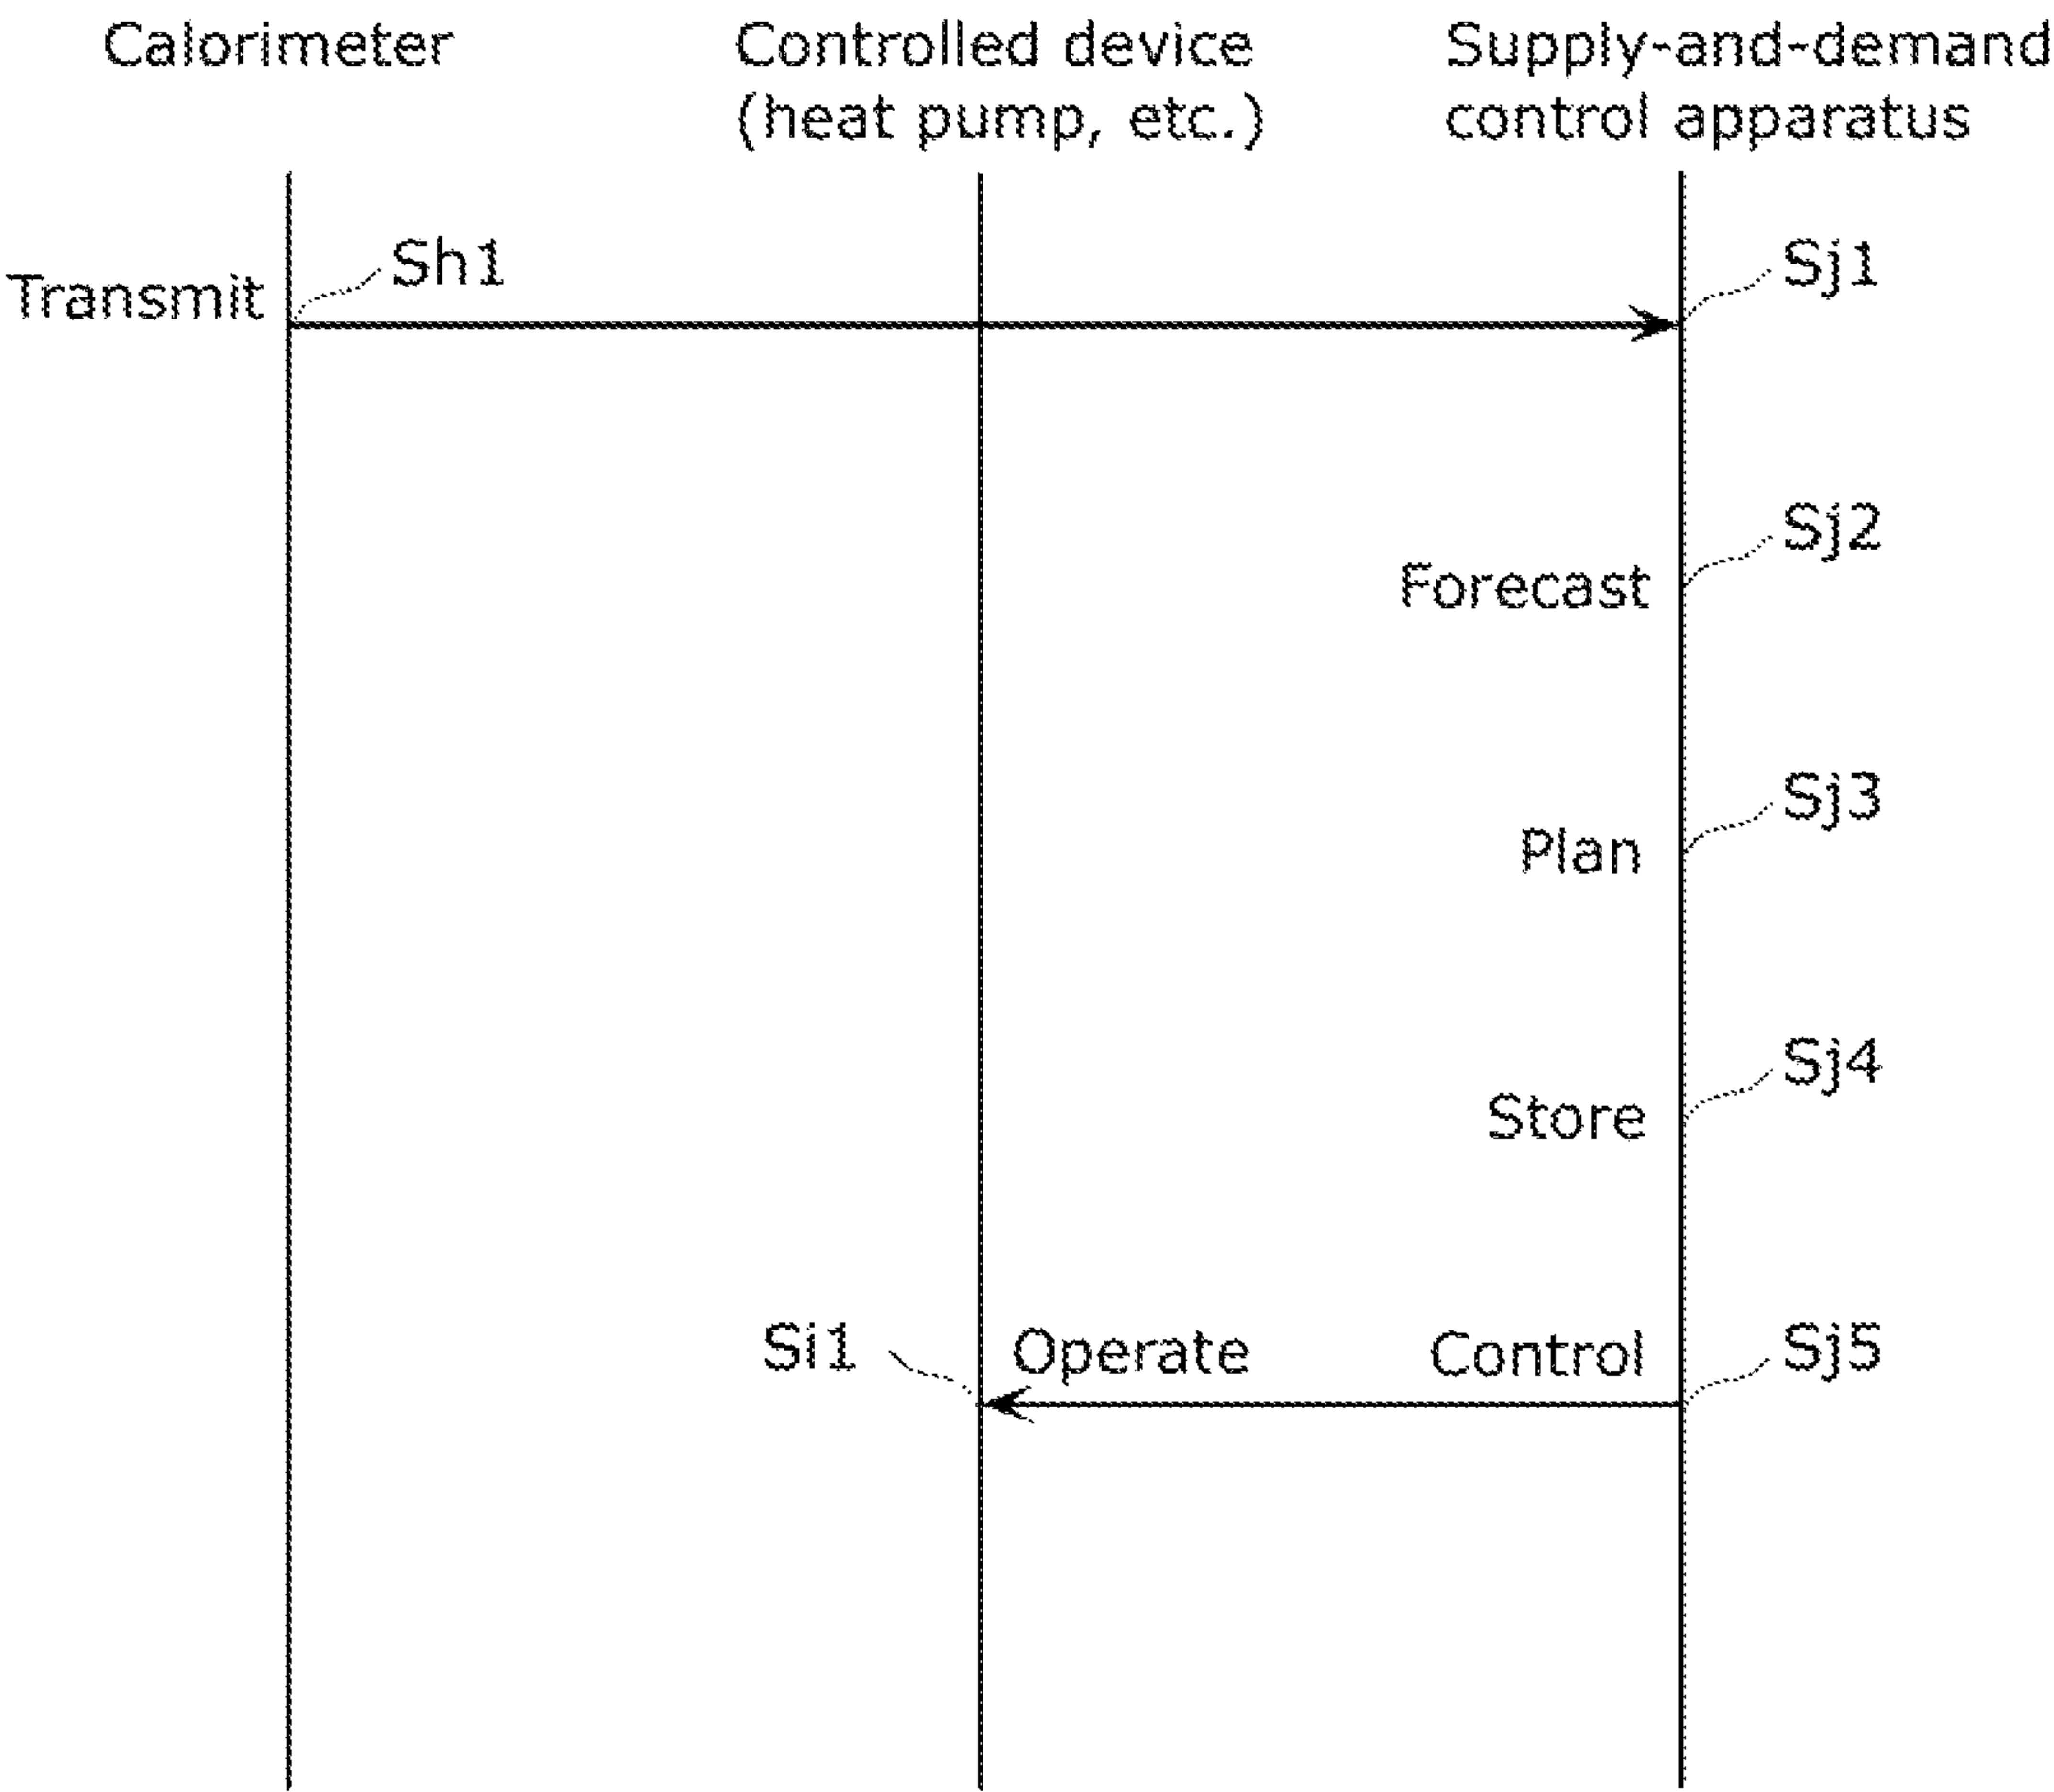 Calorimeter
Controlled device
(heat pump, etc.)
Supply-and-demand
control apparatus
Transmit
Sh1
Sj1
Forecast
Sj2
Plan
Sj3
Store
Sj4
Si1
Operate
Control
Sj5